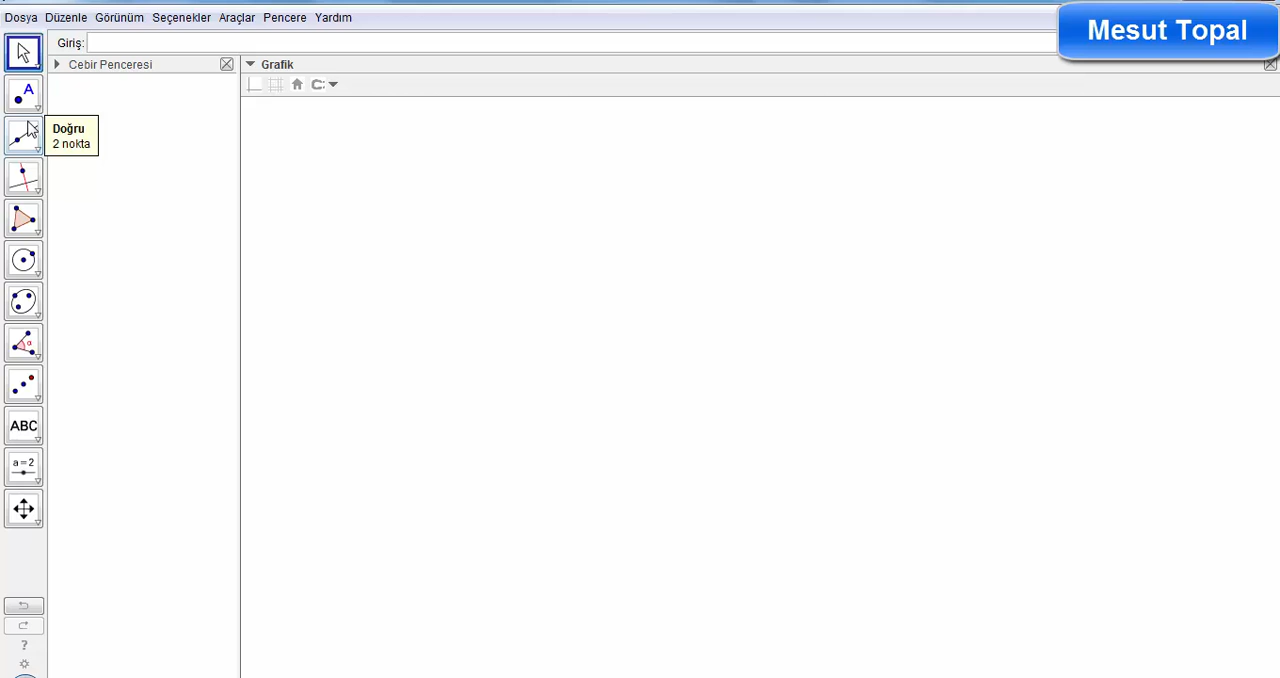 Dosya Düzenle Görünüm Seçenekler Araçlar Pencere Yardım
Mesut Topal
Giriş:
Cebir Penceresi
Grafik
A
Doğru
2 nokta
α
ABC
a=2
?